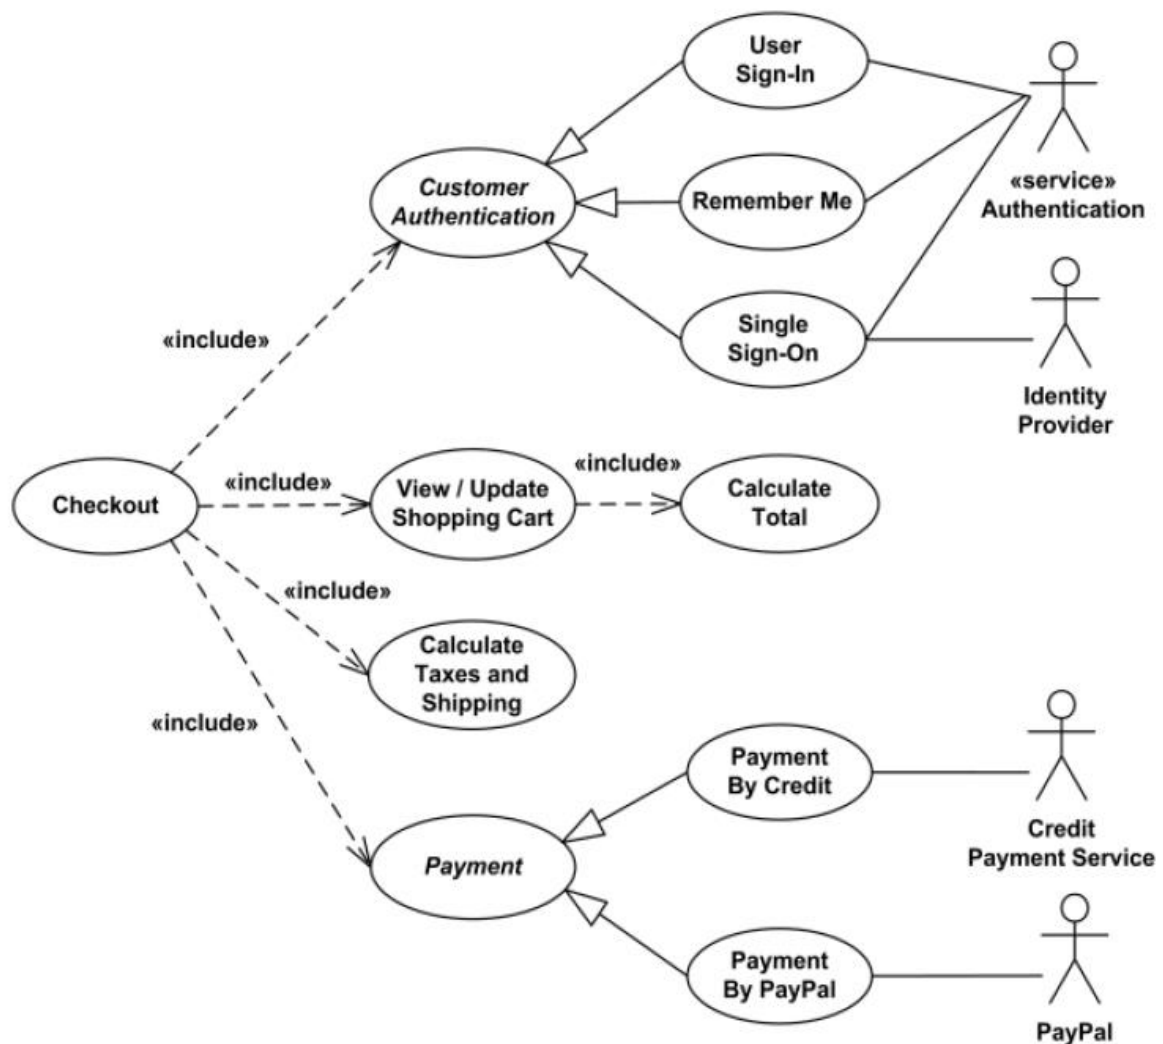 User
Sign-In
Customer
Authentication
Remember Me
«service»
Authentication
Single
Sign-On
«include»
Identity
Provider
Checkout
«include»
View / Update
Shopping Cart
«include»
Calculate
Total
«include»
Calculate
Taxes and
Shipping
«include»
Payment
By Credit
Credit
Payment Service
Payment
Payment
By PayPal
PayPal